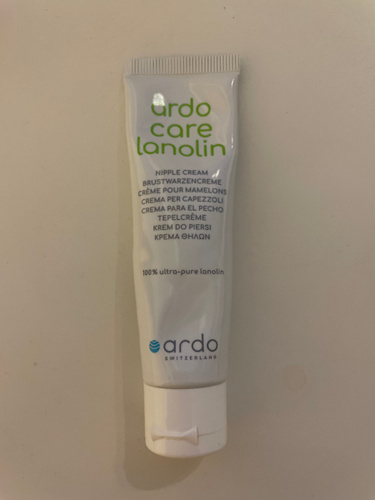 ardo
care
lanolin
NIPPLE CREAM
BRUSTWARZENCREME
CRÈME POUR MAMELONS
CREMA PER CAPEZZOLI
CREMA PARA EL PECHO
TEPELCRÈME
KREM DO PIERSI
ΚΡΕΜΑ ΘΗΛΩΝ
100% ultra-pure lanolin
ardo
SWITZERLAND